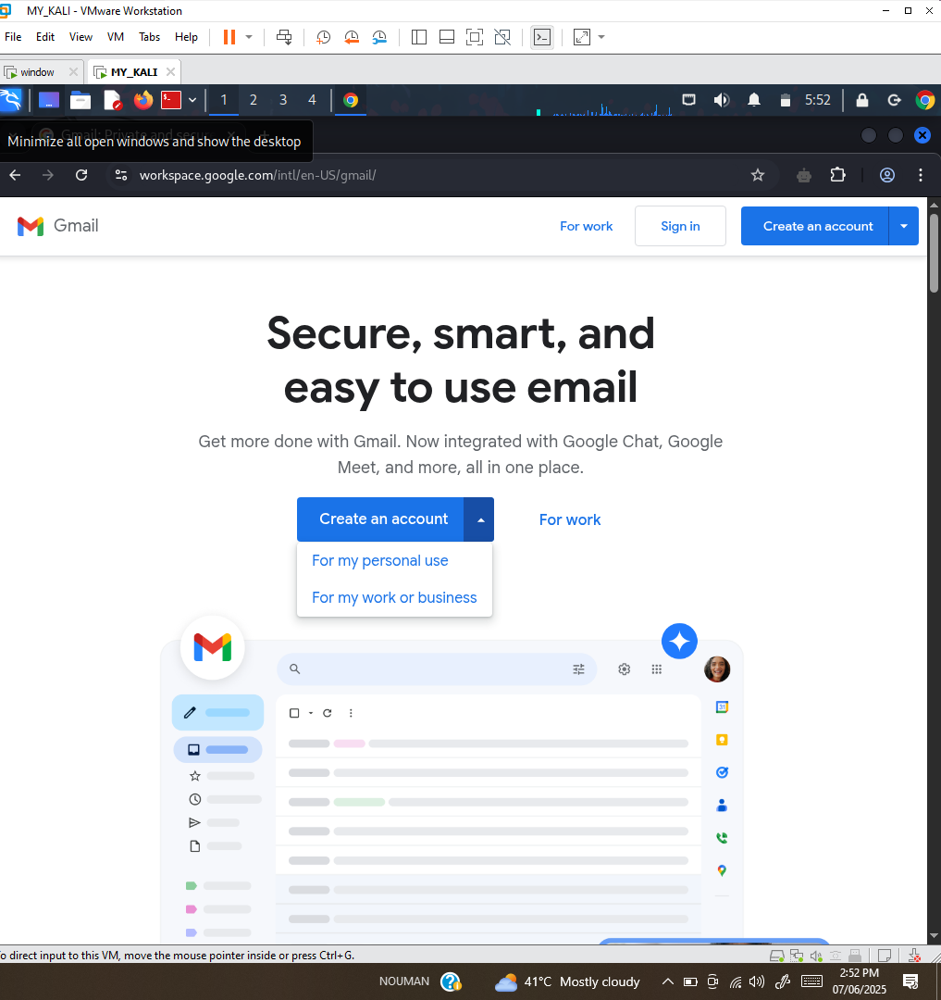 MY_KALI - VMware Workstation
File Edit View VM Tabs Help
window MY_KALI
1 2 3 4 5:52
Minimize all open windows and show the desktop
workspace.google.com/intl/en-US/gmail/
Gmail For work Sign in Create an account
Secure, smart, and
easy to use email
Get more done with Gmail. Now integrated with Google Chat, Google
Meet, and more, all in one place.
Create an account For work
For my personal use
For my work or business
31
o direct input to this VM, move the mouse pointer inside or press Ctrl+G.
NOUMAN 41°C Mostly cloudy 2:52 PM
07/06/2025